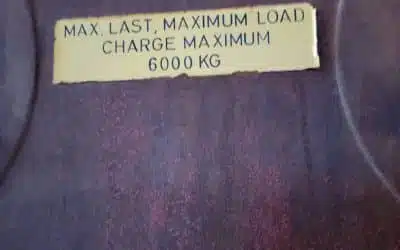 MAX. LAST, MAXIMUM LOAD
CHARGE MAXIMUM
6000 KG